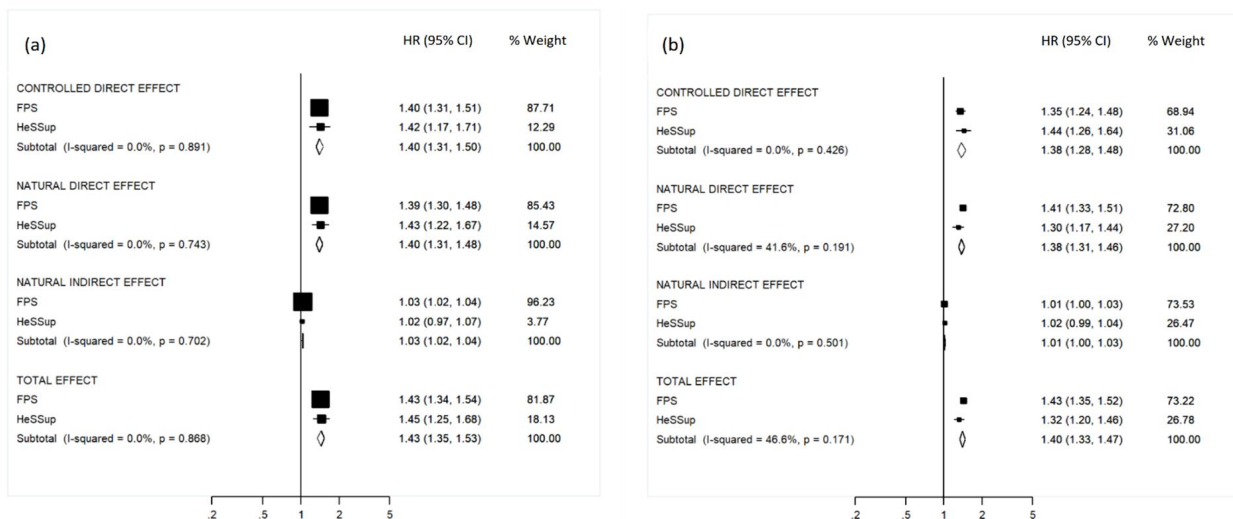 (a) HR (95% CI) % Weight
CONTROLLED DIRECT EFFECT
FPS 1.40 (1.31, 1.51) 87.71
HeSSup 1.42 (1.17, 1.71) 12.29
Subtotal (I-squared = 0.0%, p = 0.891) 1.40 (1.31, 1.50) 100.00
NATURAL DIRECT EFFECT
FPS 1.39 (1.30, 1.48) 85.43
HeSSup 1.43 (1.22, 1.67) 14.57
Subtotal (I-squared = 0.0%, p = 0.743) 1.40 (1.31, 1.48) 100.00
NATURAL INDIRECT EFFECT
FPS 1.03 (1.02, 1.04) 96.23
HeSSup 1.02 (0.97, 1.07) 3.77
Subtotal (I-squared = 0.0%, p = 0.702) 1.03 (1.02, 1.04) 100.00
TOTAL EFFECT
FPS 1.43 (1.34, 1.54) 81.87
HeSSup 1.45 (1.25, 1.68) 18.13
Subtotal (I-squared = 0.0%, p = 0.868) 1.43 (1.35, 1.53) 100.00
.2 .5 1 2 5
(b) HR (95% CI) % Weight
CONTROLLED DIRECT EFFECT
FPS 1.35 (1.24, 1.48) 68.94
HeSSup 1.44 (1.26, 1.64) 31.06
Subtotal (I-squared = 0.0%, p = 0.426) 1.38 (1.28, 1.48) 100.00
NATURAL DIRECT EFFECT
FPS 1.41 (1.33, 1.51) 72.80
HeSSup 1.30 (1.17, 1.44) 27.20
Subtotal (I-squared = 41.6%, p = 0.191) 1.38 (1.31, 1.46) 100.00
NATURAL INDIRECT EFFECT
FPS 1.01 (1.00, 1.03) 73.53
HeSSup 1.02 (0.99, 1.04) 26.47
Subtotal (I-squared = 0.0%, p = 0.501) 1.01 (1.00, 1.03) 100.00
TOTAL EFFECT
FPS 1.43 (1.35, 1.52) 73.22
HeSSup 1.32 (1.20, 1.46) 26.78
Subtotal (I-squared = 46.6%, p = 0.171) 1.40 (1.33, 1.47) 100.00
.2 .5 1 2 5